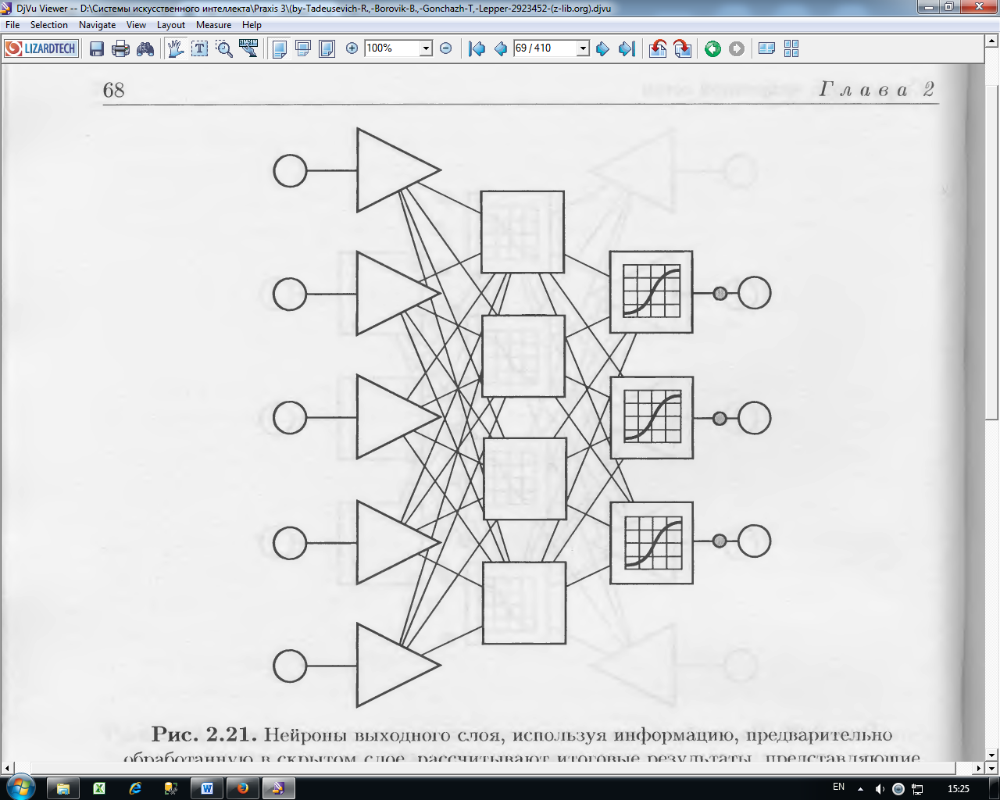 DjVu Viewer -- D:\Системы искусственного интеллекта\Praxis 3\(by-Tadeusevich-R.,-Borovik-B.,-Gonchazh-T,-Lepper-2923452-(z-lib.org).djvu
File Selection Navigate View Layout Measure Help
LIZARDTECH 100% 69 / 410
68 Глава 2
Рис. 2.21. Нейроны выходного слоя, используя информацию, предварительно
обработанную в скрытом слое, рассчитывают итоговые результаты, представляющие
EN 15:25